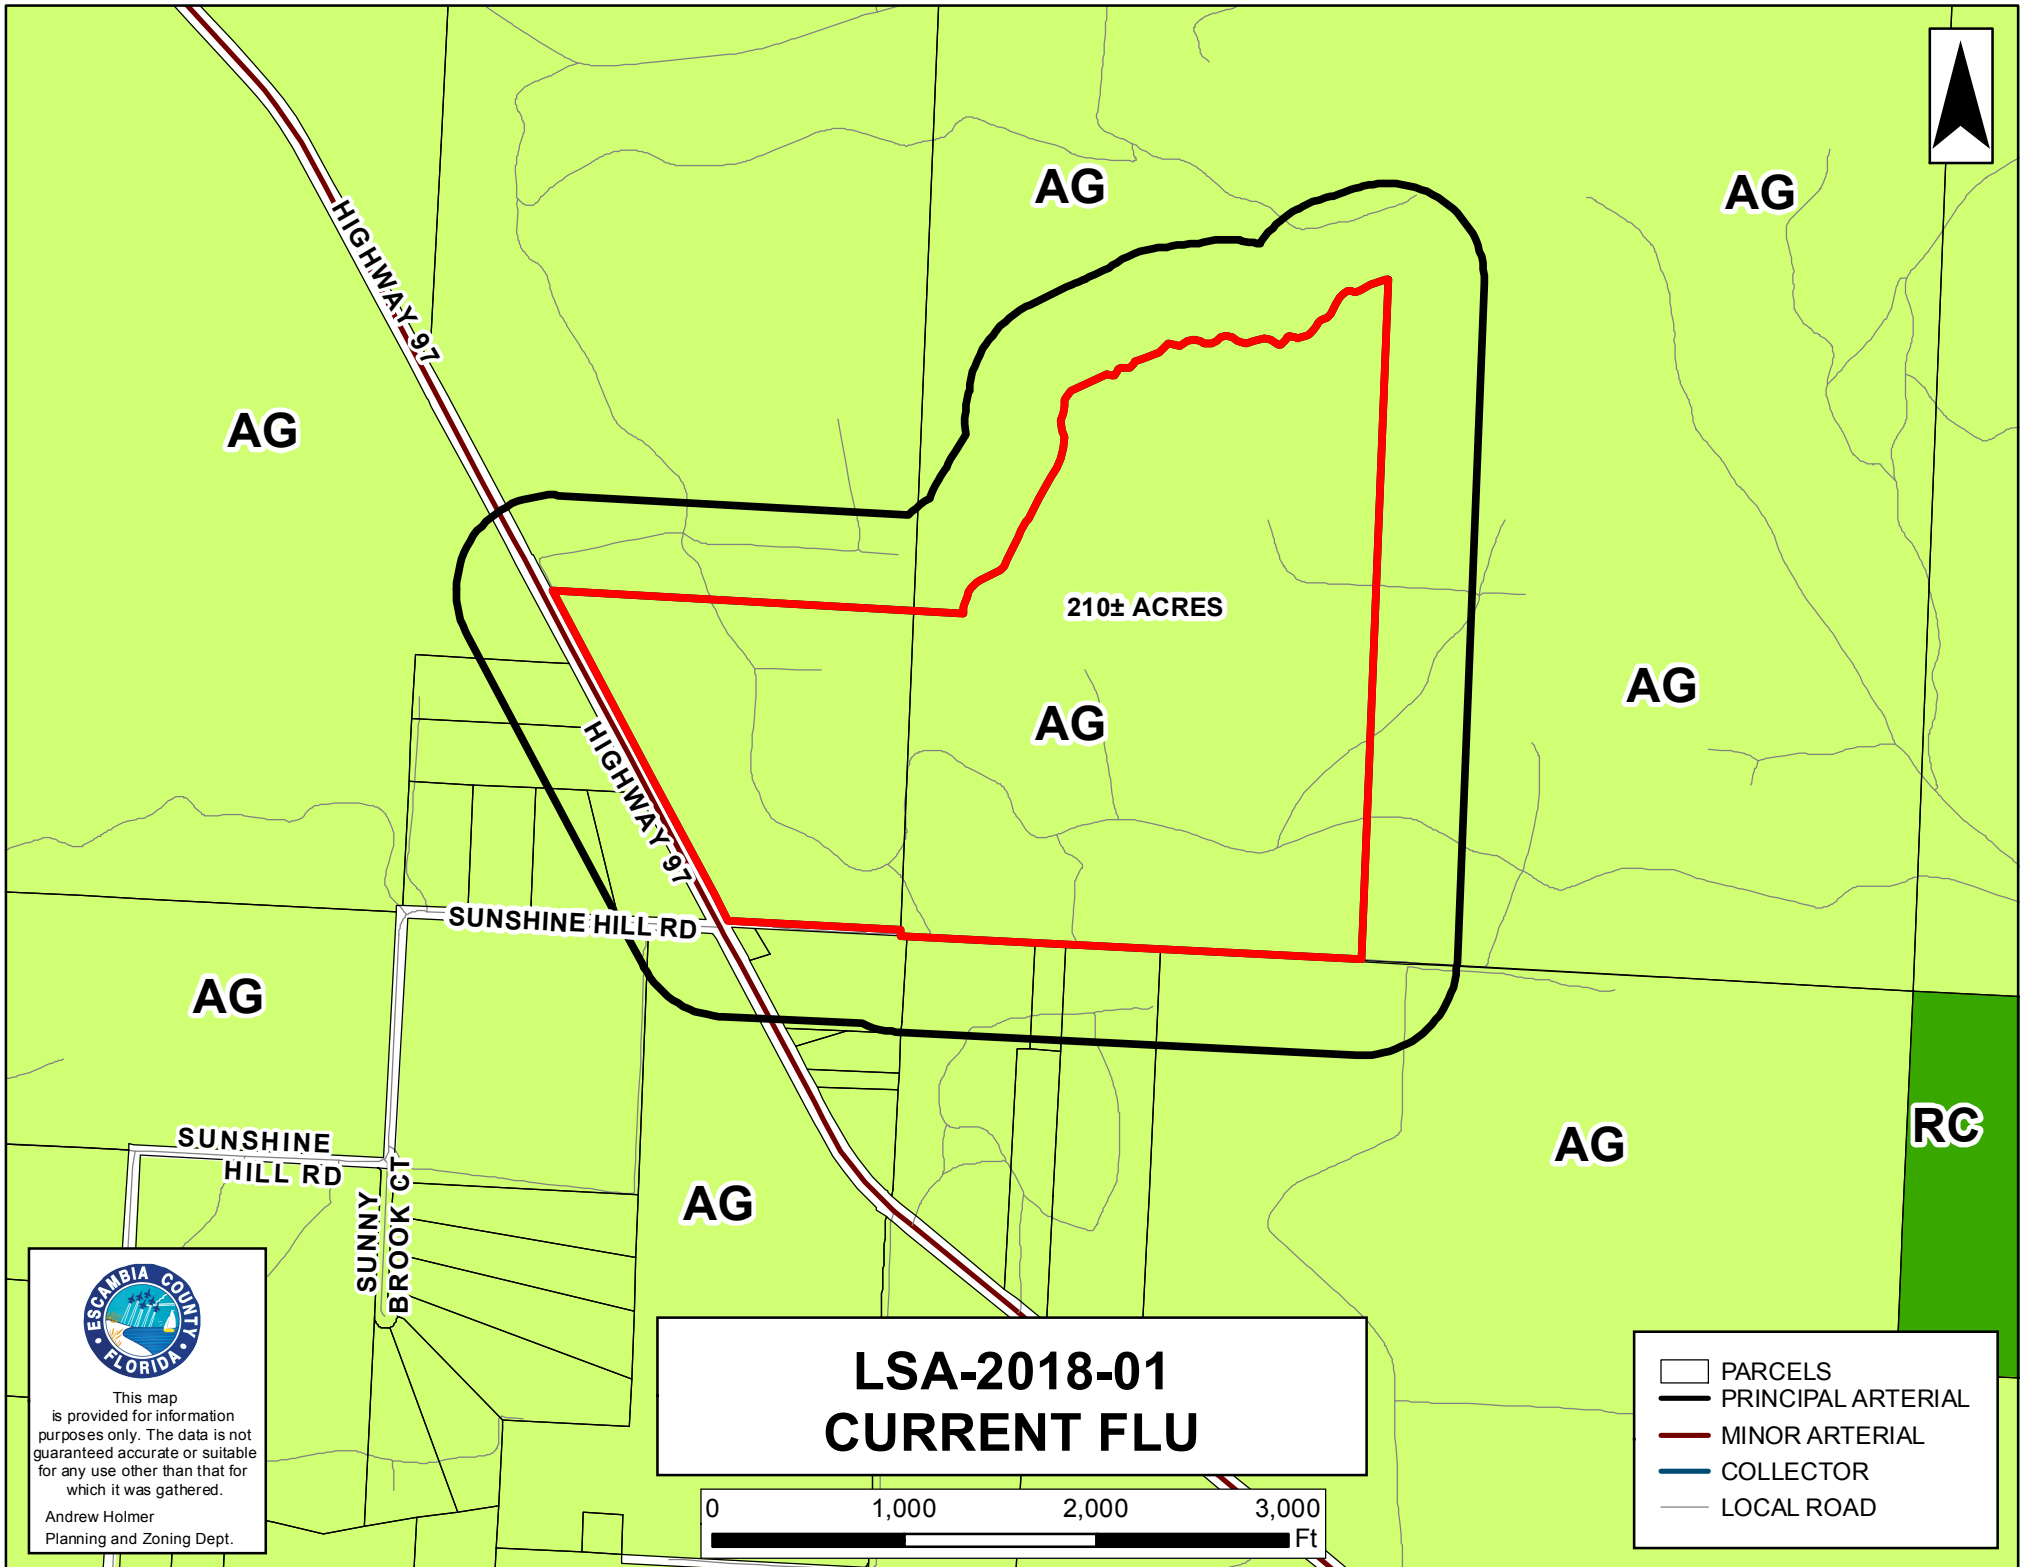 AG
AG
HIGHWAY 97
AG
210± ACRES
AG
AG
HIGHWAY 97
SUNSHINE HILL RD
AG
RC
AG
SUNSHINE
HILL RD
AG
SUNNY
BROOK CT
ESCAMBIA COUNTY
FLORIDA
This map
is provided for information
purposes only. The data is not
guaranteed accurate or suitable
for any use other than that for
which it was gathered.
Andrew Holmer
Planning and Zoning Dept.
LSA-2018-01
CURRENT FLU
0 1,000 2,000 3,000
Ft
PARCELS
PRINCIPAL ARTERIAL
MINOR ARTERIAL
COLLECTOR
LOCAL ROAD